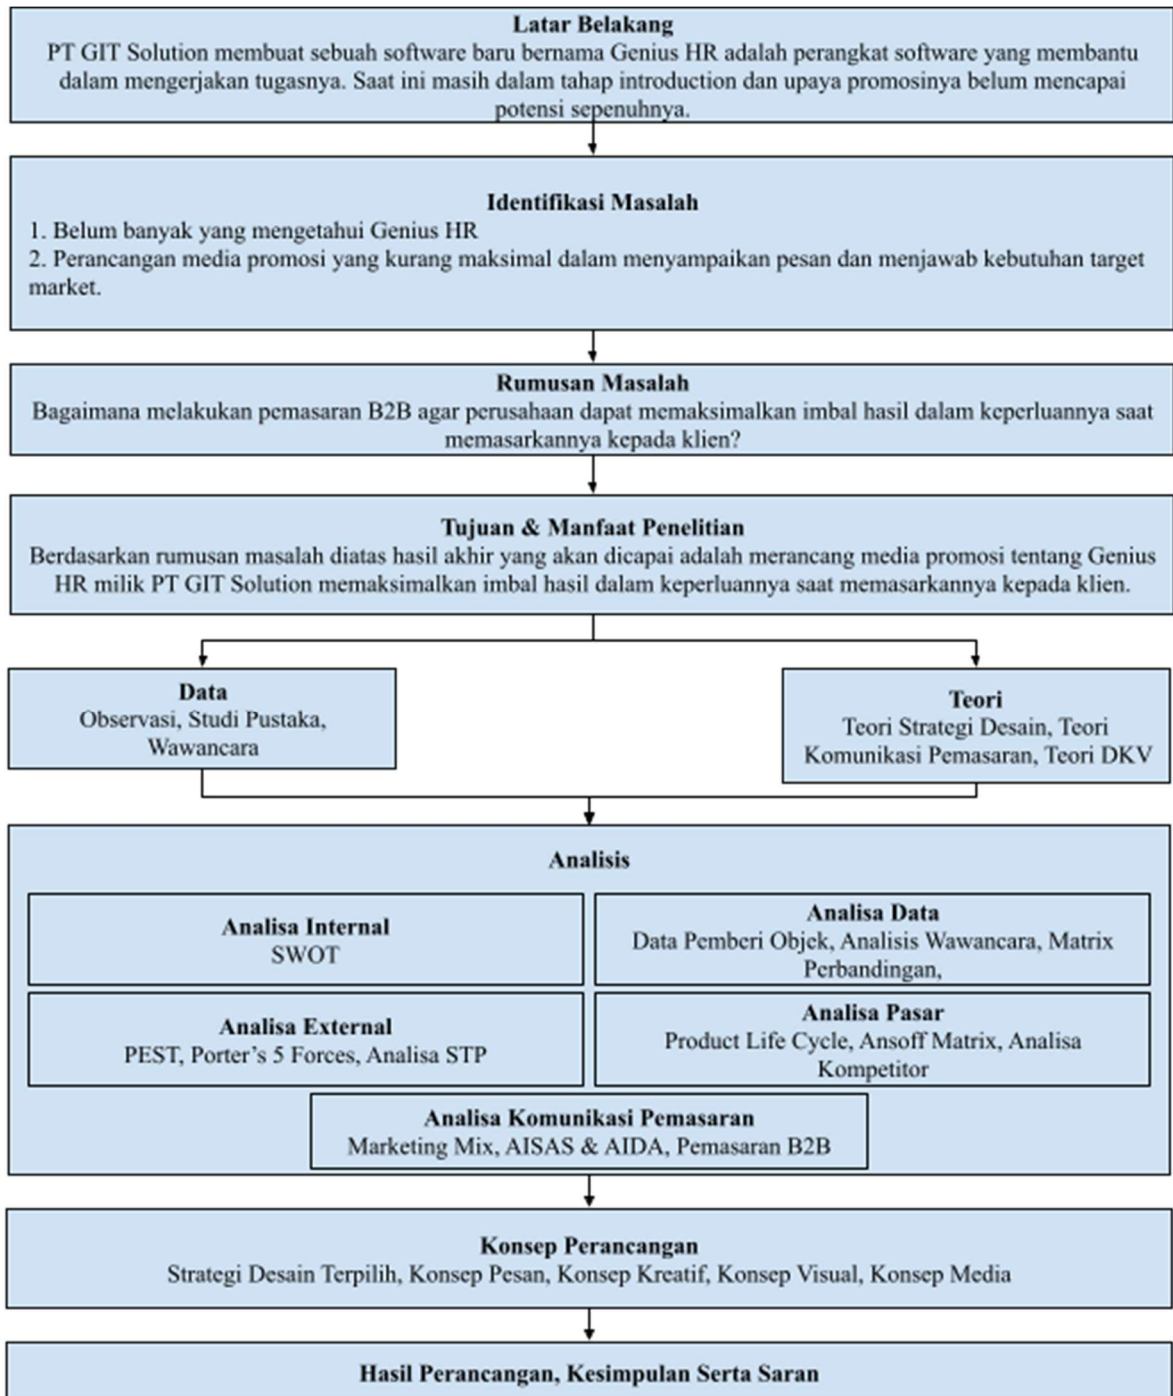 Latar Belakang
PT GIT Solution membuat sebuah software baru bernama Genius HR adalah perangkat software yang membantu
dalam mengerjakan tugasnya. Saat ini masih dalam tahap introduction dan upaya promosinya belum mencapai
potensi sepenuhnya.
Identifikasi Masalah
1. Belum banyak yang mengetahui Genius HR
2. Perancangan media promosi yang kurang maksimal dalam menyampaikan pesan dan menjawab kebutuhan target
market.
Rumusan Masalah
Bagaimana melakukan pemasaran B2B agar perusahaan dapat memaksimalkan imbal hasil dalam keperluannya saat
memasarkannya kepada klien?
Tujuan & Manfaat Penelitian
Berdasarkan rumusan masalah diatas hasil akhir yang akan dicapai adalah merancang media promosi tentang Genius
HR milik PT GIT Solution memaksimalkan imbal hasil dalam keperluannya saat memasarkannya kepada klien.
Data
Observasi, Studi Pustaka,
Wawancara
Teori
Teori Strategi Desain, Teori
Komunikasi Pemasaran, Teori DKV
Analisis
Analisa Internal
SWOT
Analisa Data
Data Pemberi Objek, Analisis Wawancara, Matrix
Perbandingan,
Analisa External
PEST, Porter's 5 Forces, Analisa STP
Analisa Pasar
Product Life Cycle, Ansoff Matrix, Analisa
Kompetitor
Analisa Komunikasi Pemasaran
Marketing Mix, AISAS & AIDA, Pemasaran B2B
Konsep Perancangan
Strategi Desain Terpilih, Konsep Pesan, Konsep Kreatif, Konsep Visual, Konsep Media
Hasil Perancangan, Kesimpulan Serta Saran